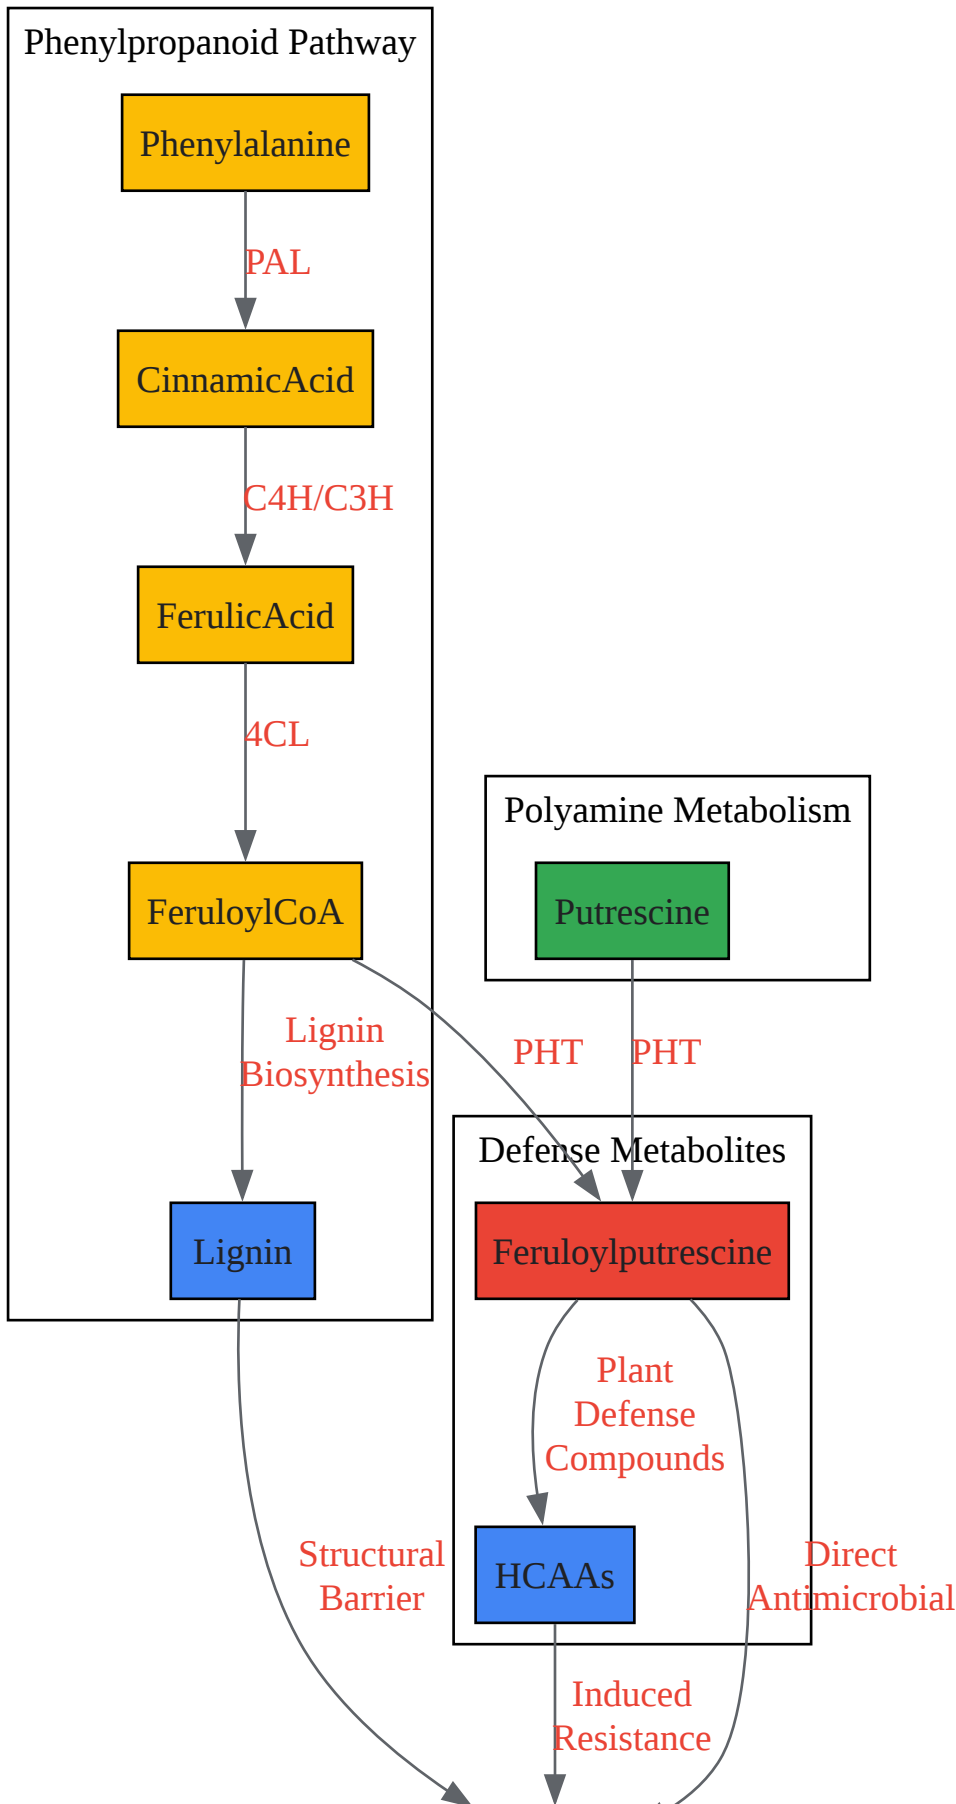 Phenylpropanoid Pathway
Phenylalanine
PAL
CinnamicAcid
C4H/C3H
FerulicAcid
4CL
Polyamine Metabolism
FeruloylCoA
Putrescine
Lignin
Biosynthesis
PHT
PHT
Defense Metabolites
Lignin
Feruloylputrescine
Plant
Defense
Compounds
Structural
Barrier
HCAAs
Direct
Antimicrobial
Induced
Resistance